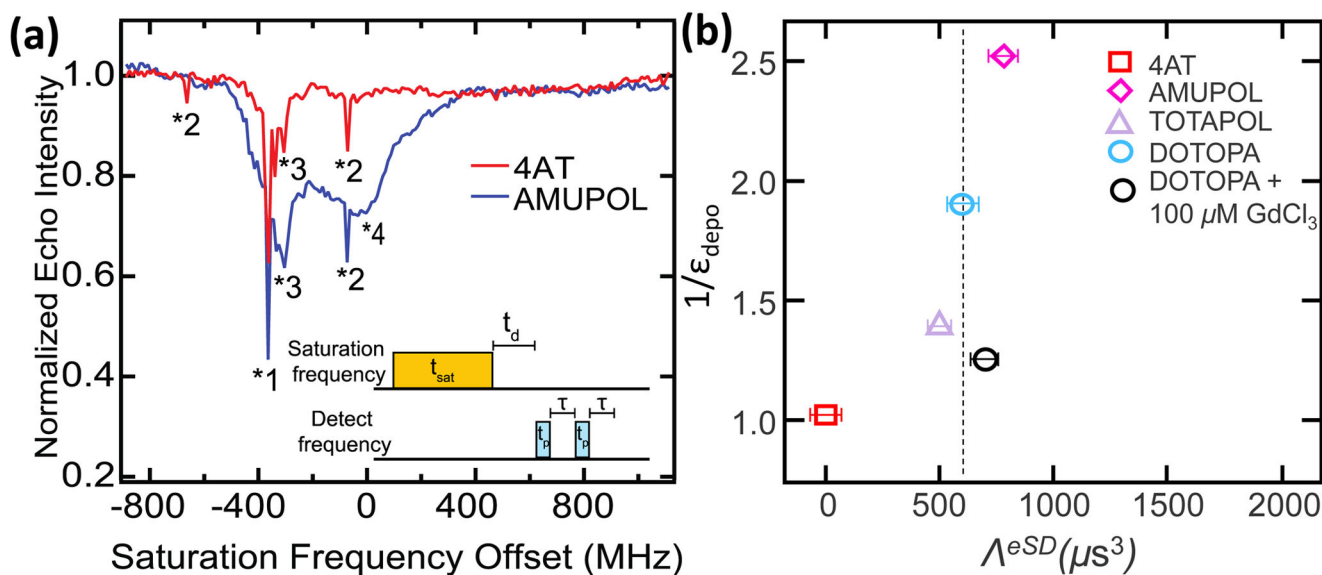 (a)
Normalized Echo Intensity
1.0
0.8
0.6
0.4
0.2
*2
*3
*2
4AT
AMUPOL
*3
*2
*4
*1
Saturation
frequency
t_sat
t_d
Detect
frequency
t_p
τ
t_p
τ
-800
-400
0
400
800
Saturation Frequency Offset (MHz)
(b)
1/ε_depo
2.5
2.0
1.5
1.0
4AT
AMUPOL
TOTAPOL
DOTOPA
DOTOPA +
100 μM GdCl₃
0
500
1000
1500
2000
Λ^eSD(μs³)